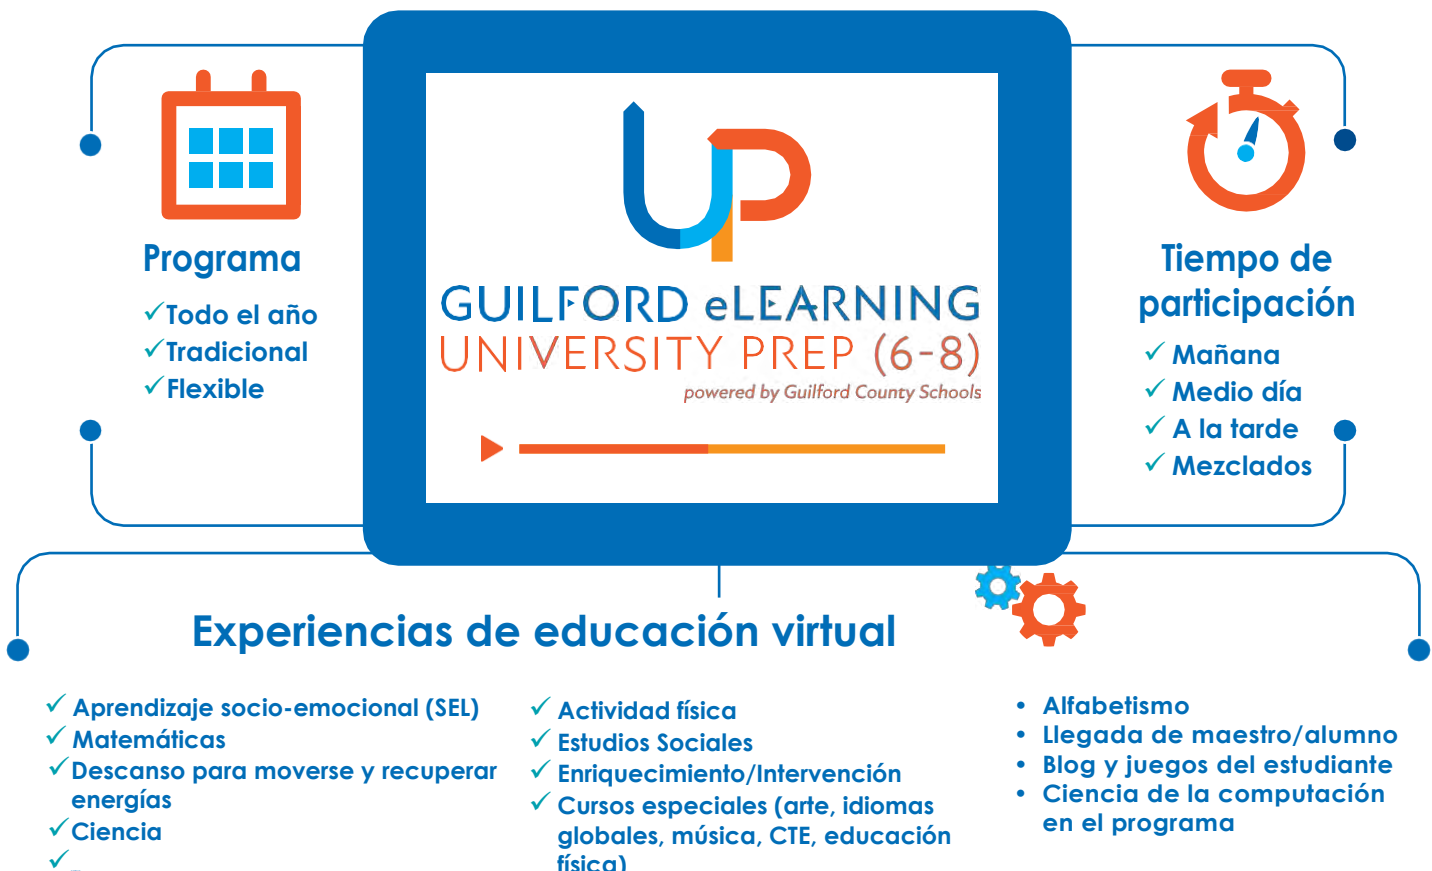 Programa
Todo el año
Tradicional
Flexible
UP
GUILFORD eLEARNING
UNIVERSITY PREP (6-8)
powered by Guilford County Schools
Tiempo de
participación
Mañana
Medio día
A la tarde
Mezclados
Experiencias de educación virtual
Aprendizaje socio-emocional (SEL)
Matemáticas
Descanso para moverse y recuperar
energías
Ciencia
Actividad física
Estudios Sociales
Enriquecimiento/Intervención
Cursos especiales (arte, idiomas
globales, música, CTE, educación
física)
Alfabetismo
Llegada de maestro/alumno
Blog y juegos del estudiante
Ciencia de la computación
en el programa